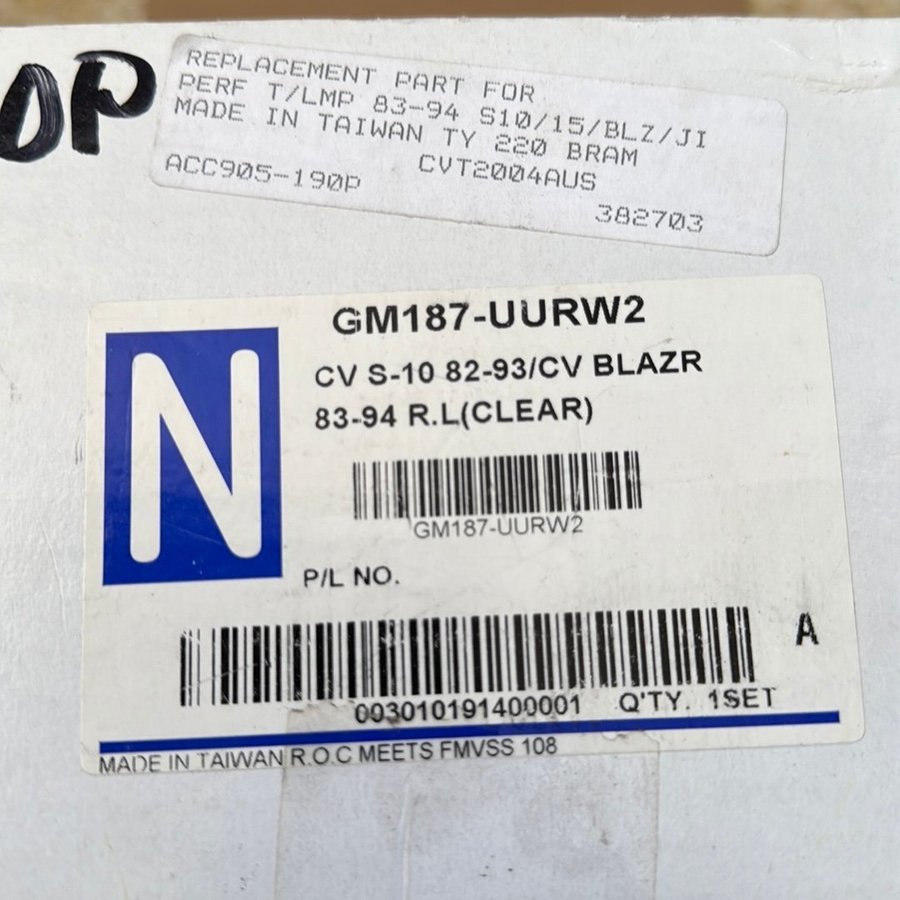 0P
REPLACEMENT PART FOR
PERF T/LMP 83-94 S10/15/BLZ/JI
MADE IN TAIWAN TY 220 BRAM
CVT2004AUS
ACC905-190P
382703
N
GM187-UURW2
CV S-10 82-93/CV BLAZR
83-94 R.L(CLEAR)
GM187-UURW2
P/L NO.
A
003010191400001 Q'TY. 1SET
MADE IN TAIWAN R.O.C MEETS FMVSS 108